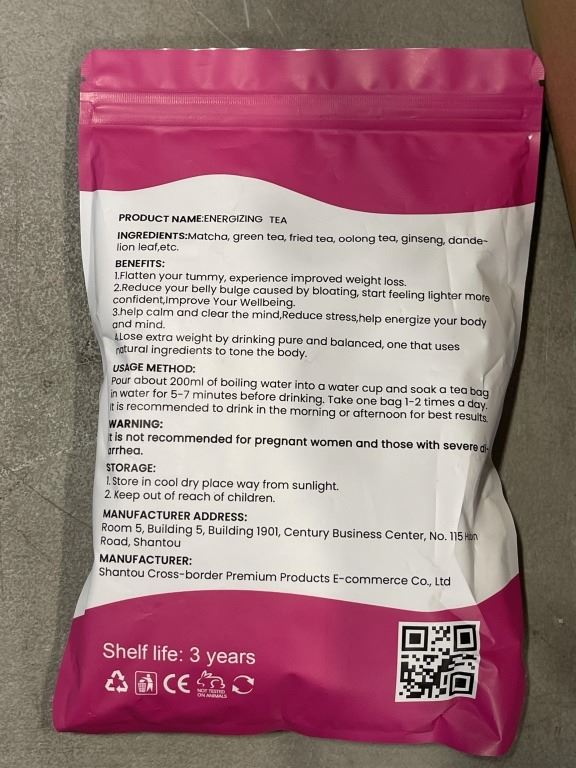 PRODUCT NAME:ENERGIZING TEA
INGREDIENTS:Matcha, green tea, fried tea, oolong tea, ginseng, dande-
lion leaf,etc.
BENEFITS:
1.Flatten your tummy, experience improved weight loss.
2.Reduce your belly bulge caused by bloating, start feeling lighter more
confident,Improve Your Wellbeing.
3.help calm and clear the mind,Reduce stress,help energize your body
and mind.
4.Lose extra weight by drinking pure and balanced, one that uses
natural ingredients to tone the body.
USAGE METHOD:
Pour about 200ml of boiling water into a water cup and soak a tea bag
in water for 5-7 minutes before drinking. Take one bag 1-2 times a day.
It is recommended to drink in the morning or afternoon for best results.
WARNING:
It is not recommended for pregnant women and those with severe di-
arrhea.
STORAGE:
1. Store in cool dry place way from sunlight.
2. Keep out of reach of children.
MANUFACTURER ADDRESS:
Room 5, Building 5, Building 1901, Century Business Center, No. 115
Road, Shantou
MANUFACTURER:
Shantou Cross-border Premium Products E-commerce Co., Ltd
Shelf life: 3 years
CE
NOT TESTED
ON ANIMALS